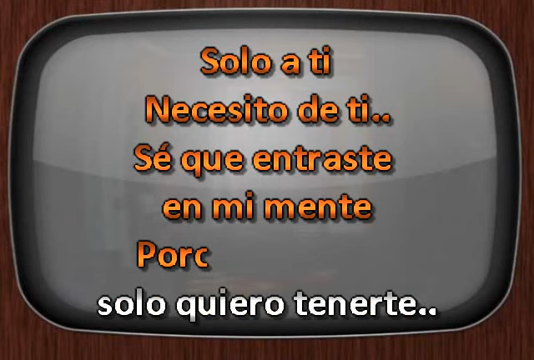 Solo a ti
Necesito de ti..
Sé que entraste
en mi mente
Porc
solo quiero tenerte..